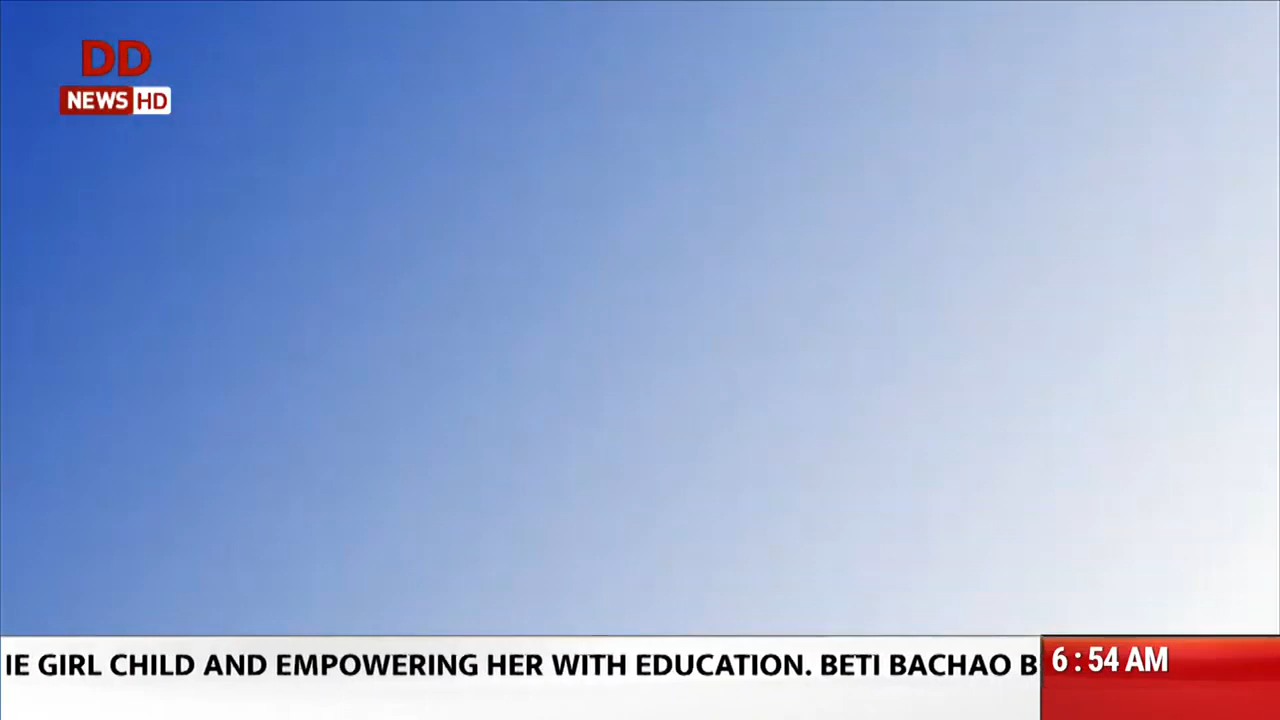 DD
NEWS HD
IE GIRL CHILD AND EMPOWERING HER WITH EDUCATION. BETI BACHAO B
6:54 AM